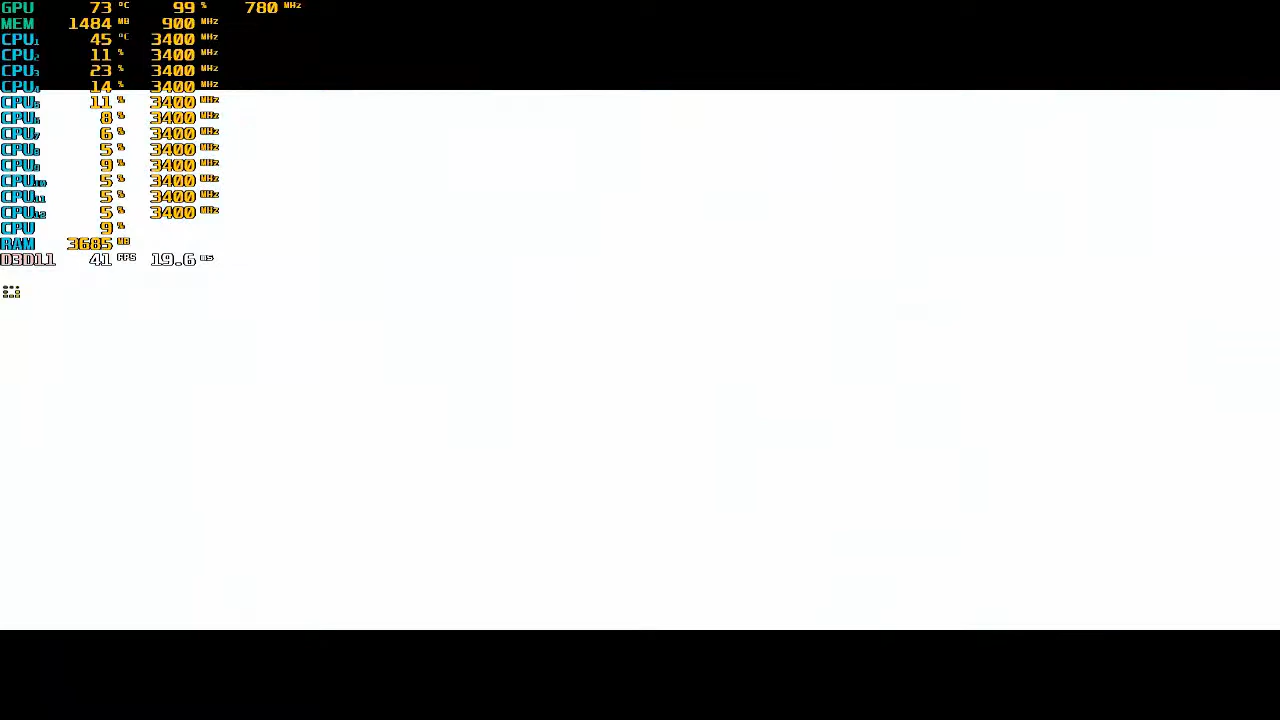 GPU 73 °C 99 % 780 MHz
MEM 1484 MB 900 MHz
CPU1 45 °C 3400 MHz
CPU2 11 % 3400 MHz
CPU3 23 % 3400 MHz
CPU4 14 % 3400 MHz
CPU5 11 % 3400 MHz
CPU6 8 % 3400 MHz
CPU7 6 % 3400 MHz
CPU8 5 % 3400 MHz
CPU9 9 % 3400 MHz
CPU10 5 % 3400 MHz
CPU11 5 % 3400 MHz
CPU12 5 % 3400 MHz
CPU 9 %
RAM 3685 MB
D3D11 41 FPS 19.6 ms